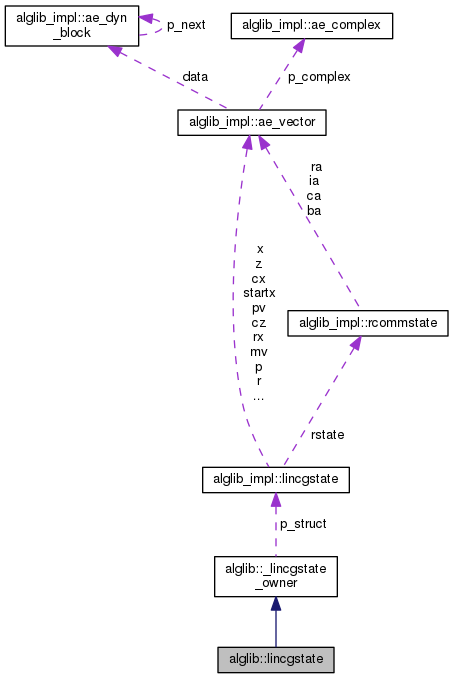 alglib_impl::ae_dyn
_block
p_next
alglib_impl::ae_complex
data
p_complex
alglib_impl::ae_vector
ra
ia
ca
ba
x
z
cx
startx
pv
cz
rx
mv
p
r
...
alglib_impl::rcommstate
rstate
alglib_impl::lincgstate
p_struct
alglib::_lincgstate
_owner
alglib::lincgstate